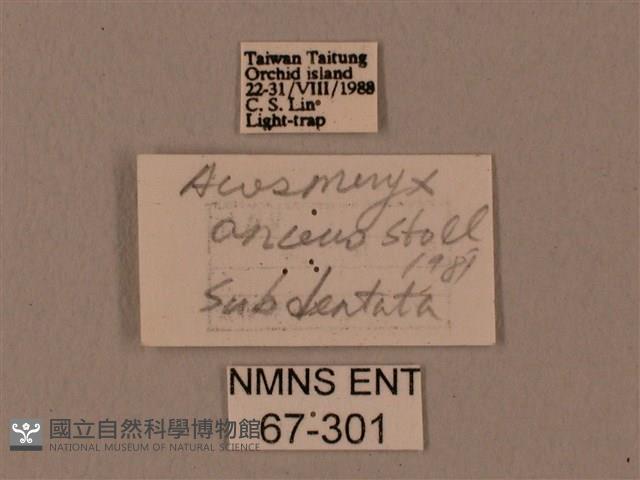 Taiwan Taitung
Orchid island
22-31/VIII/1988
C. S. Lin
Light-trap
Acosmeryx
anceus Stoll
1981
Subdentata
NMNS ENT
67-301
國立自然科學博物館
NATIONAL MUSEUM OF NATURAL SCIENCE